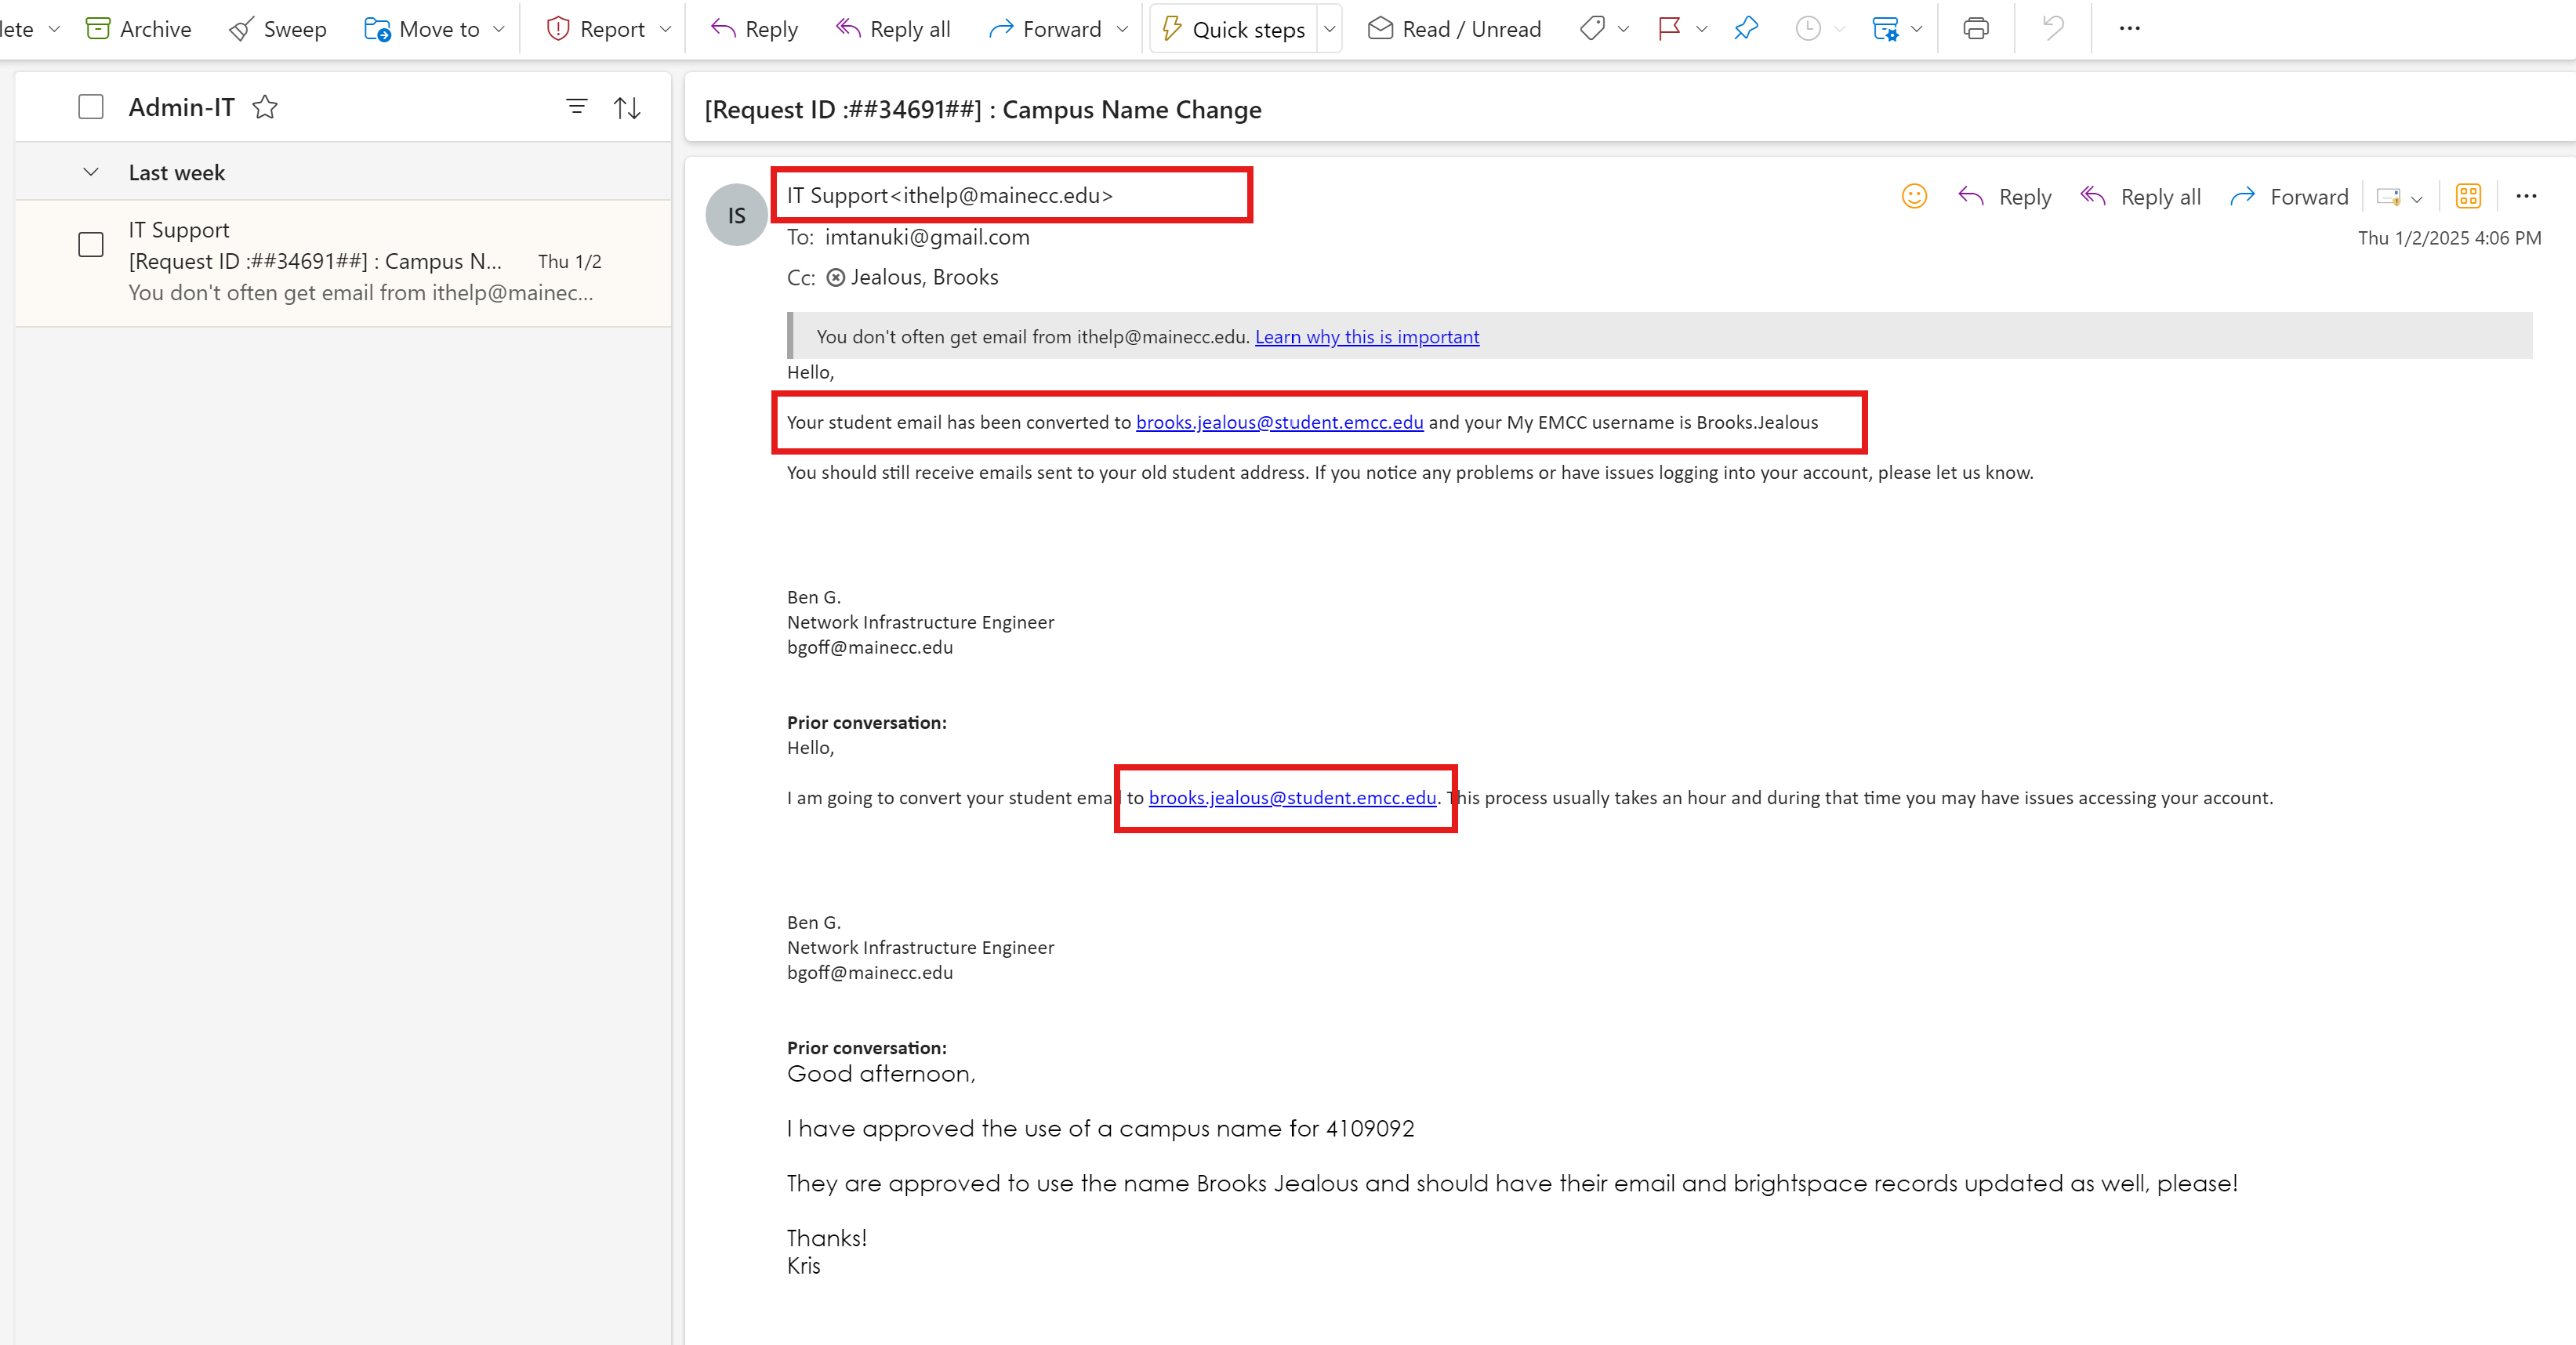 lete
Archive
Sweep
Move to
Report
Reply
Reply all
Forward
Quick steps
Read / Unread
Admin-IT
Last week
IT Support
[Request ID :##34691##] : Campus N...
Thu 1/2
You don't often get email from ithelp@mainec...
[Request ID :##34691##] : Campus Name Change
IS
IT Support<ithelp@mainecc.edu>
Reply
Reply all
Forward
To: imtanuki@gmail.com
Thu 1/2/2025 4:06 PM
Cc: Jealous, Brooks
You don't often get email from ithelp@mainecc.edu. Learn why this is important
Hello,
Your student email has been converted to brooks.jealous@student.emcc.edu and your My EMCC username is Brooks.Jealous
You should still receive emails sent to your old student address. If you notice any problems or have issues logging into your account, please let us know.
Ben G.
Network Infrastructure Engineer
bgoff@mainecc.edu
Prior conversation:
Hello,
I am going to convert your student email to brooks.jealous@student.emcc.edu. This process usually takes an hour and during that time you may have issues accessing your account.
Ben G.
Network Infrastructure Engineer
bgoff@mainecc.edu
Prior conversation:
Good afternoon,
I have approved the use of a campus name for 4109092
They are approved to use the name Brooks Jealous and should have their email and brightspace records updated as well, please!
Thanks!
Kris